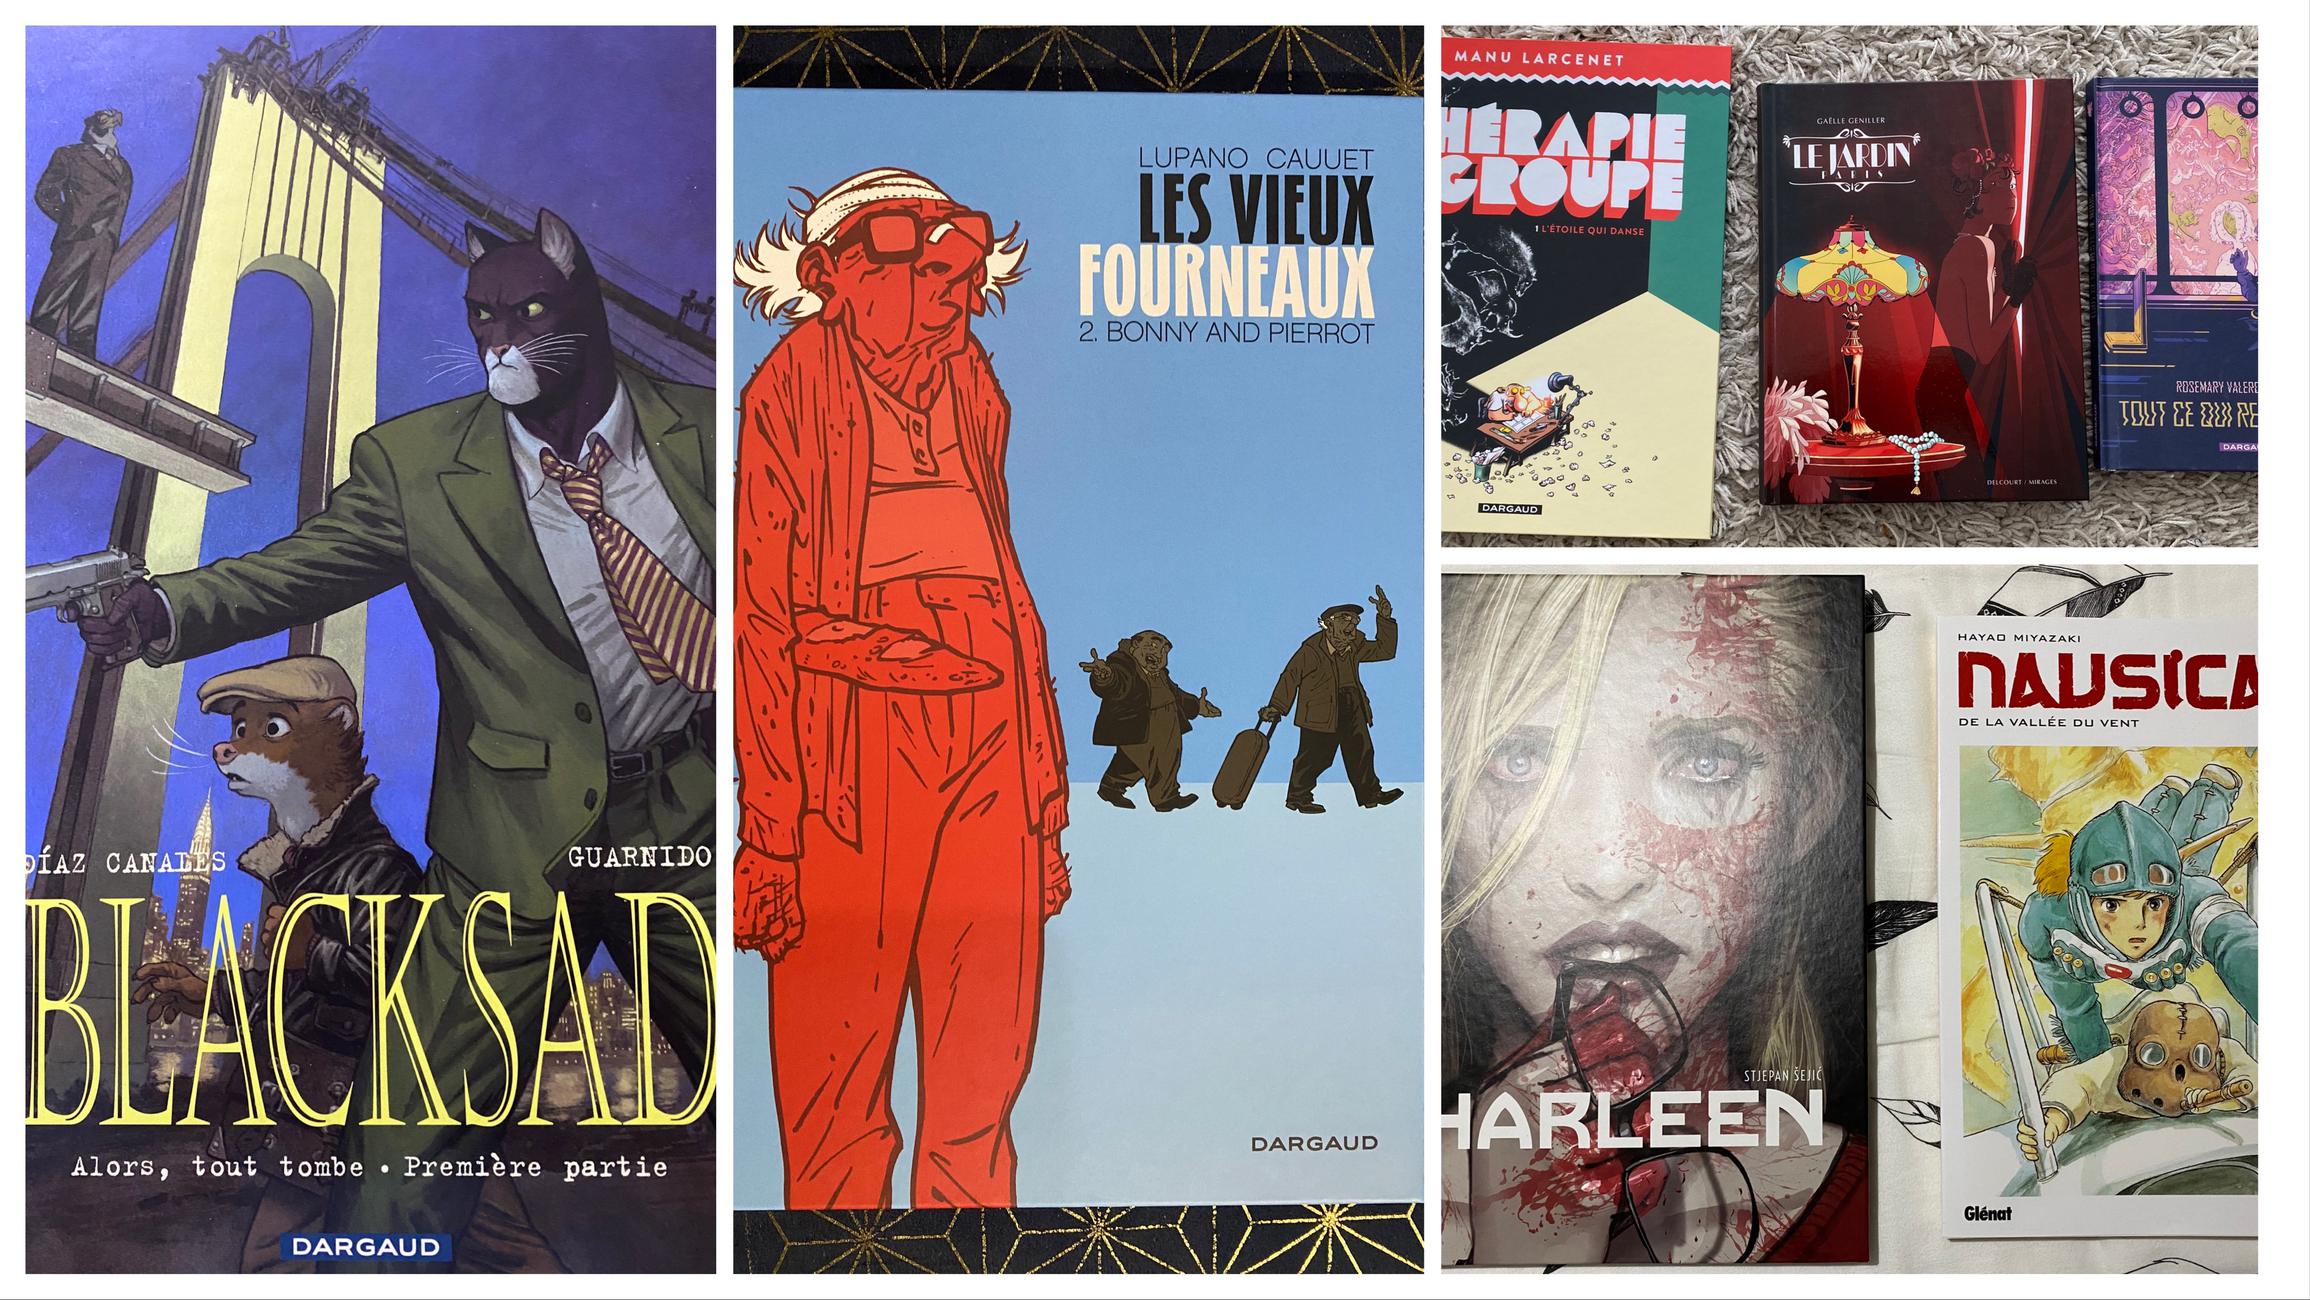 DÍAZ CANALES
GUARNIDO
BLACKSAD
Alors, tout tombe • Première partie
DARGAUD
LUPANO CAUUET
LES VIEUX
FOURNEAUX
2. BONNY AND PIERROT
DARGAUD
MANU LARCENET
HÉRAPIE
GROUPE
1 L'ÉTOILE QUI DANSE
DARGAUD
GAËLLE GENILLER
LE JARDIN
PARIS
DELCOURT / MIRAGES
ROSEMARY VALER
TOUT CE QUI RE
DARGA
STJEPAN ŠEJIĆ
HARLEEN
HAYAO MIYAZAKI
NAUSICA
DE LA VALLÉE DU VENT
Glénat